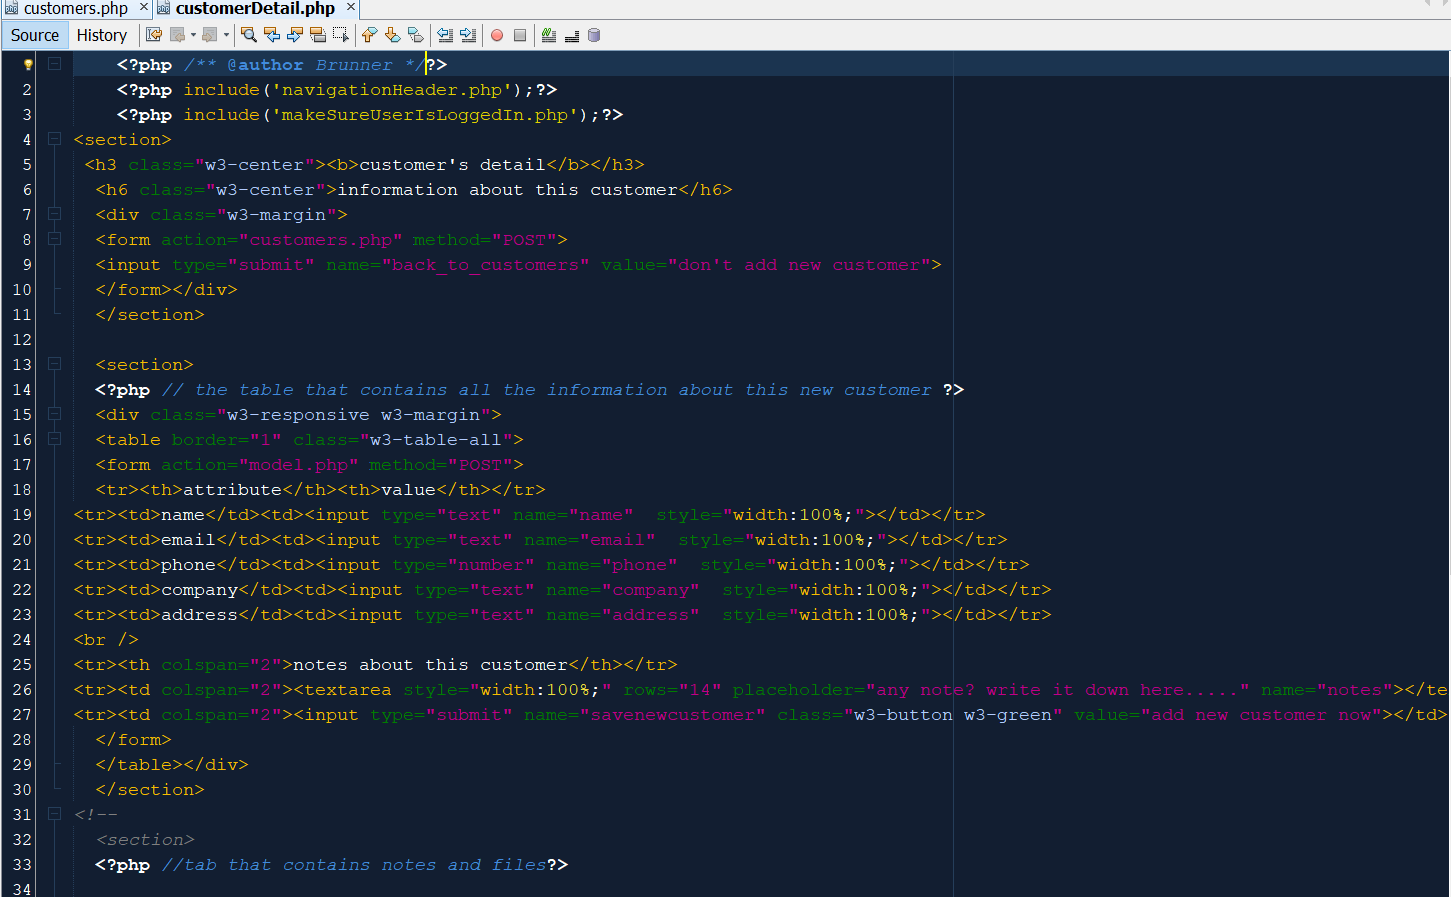 customers.php × customerDetail.php ×
Source History
<?php /** @author Brunner */?>
2 <?php include('navigationHeader.php');?>
3 <?php include('makeSureUserIsLoggedIn.php');?>
4 <section>
5 <h3 class="w3-center"><b>customer's detail</b></h3>
6 <h6 class="w3-center">information about this customer</h6>
7 <div class="w3-margin">
8 <form action="customers.php" method="POST">
9 <input type="submit" name="back_to_customers" value="don't add new customer">
10 </form></div>
11 </section>
12
13 <section>
14 <?php // the table that contains all the information about this new customer ?>
15 <div class="w3-responsive w3-margin">
16 <table border="1" class="w3-table-all">
17 <form action="model.php" method="POST">
18 <tr><th>attribute</th><th>value</th></tr>
19 <tr><td>name</td><td><input type="text" name="name"  style="width:100%;"></td></tr>
20 <tr><td>email</td><td><input type="text" name="email"  style="width:100%;"></td></tr>
21 <tr><td>phone</td><td><input type="number" name="phone"  style="width:100%;"></td></tr>
22 <tr><td>company</td><td><input type="text" name="company"  style="width:100%;"></td></tr>
23 <tr><td>address</td><td><input type="text" name="address"  style="width:100%;"></td></tr>
24 <br />
25 <tr><th colspan="2">notes about this customer</th></tr>
26 <tr><td colspan="2"><textarea style="width:100%;" rows="14" placeholder="any note? write it down here....." name="notes"></te
27 <tr><td colspan="2"><input type="submit" name="savenewcustomer" class="w3-button w3-green" value="add new customer now"></td>
28 </form>
29 </table></div>
30 </section>
31 <!--
32 <section>
33 <?php //tab that contains notes and files?>
34